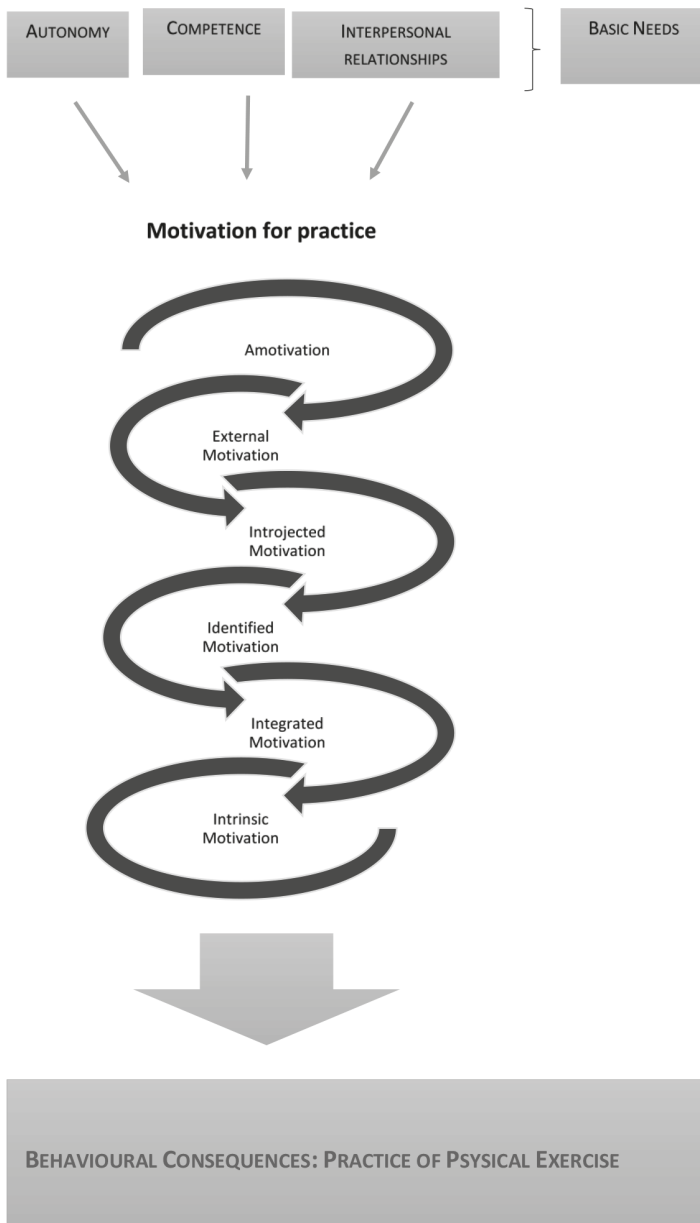 AUTONOMY
COMPETENCE
INTERPERSONAL
RELATIONSHIPS
BASIC NEEDS
Motivation for practice
Amotivation
External
Motivation
Introjected
Motivation
Identified
Motivation
Integrated
Motivation
Intrinsic
Motivation
BEHAVIOURAL CONSEQUENCES: PRACTICE OF PSYSICAL EXERCISE